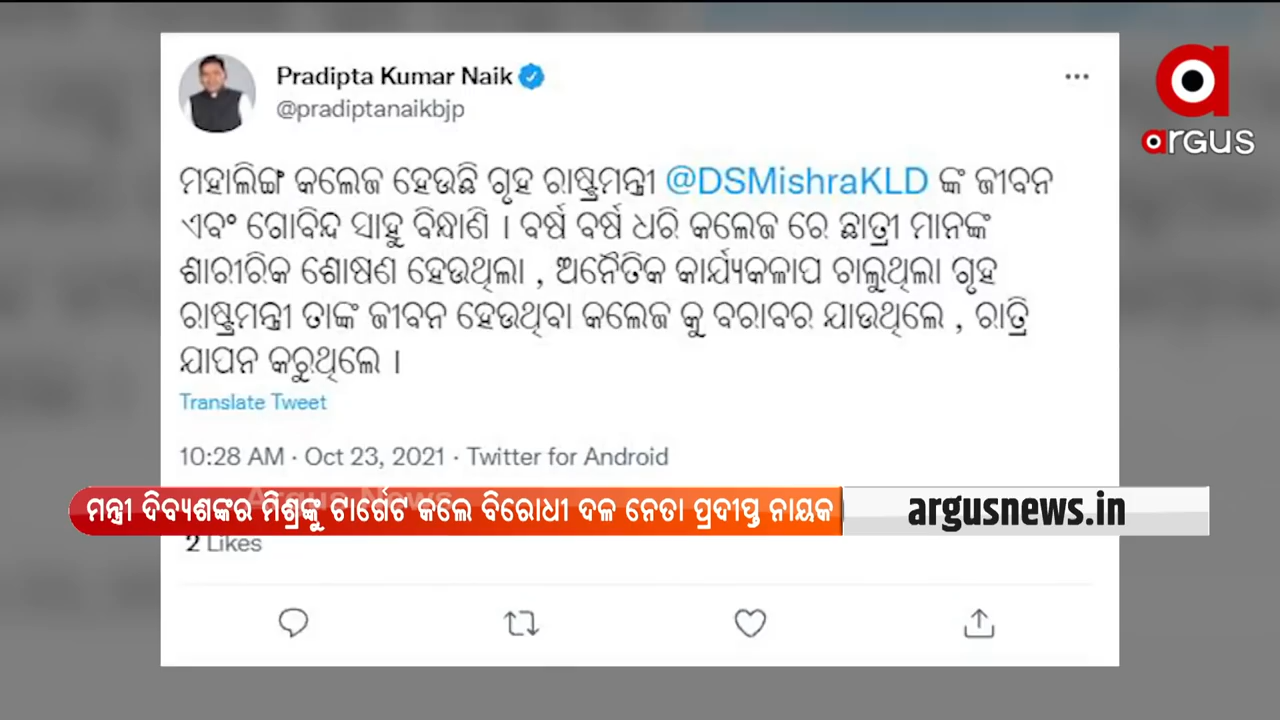 Pradipta Kumar Naik
@pradiptanaikbjp
argus
ମହାଲିଙ୍ଗ କଲେଜ ହେଉଛି ଗୃହ ରାଷ୍ଟ୍ରମନ୍ତ୍ରୀ @DSMishraKLD ଙ୍କ ଜୀବନ
ଏବଂ ଗୋବିନ୍ଦ ସାହୁ ବିନ୍ଧାଣି । ବର୍ଷ ବର୍ଷ ଧରି କଲେଜ ରେ ଛାତ୍ରୀ ମାନଙ୍କ
ଶାରୀରିକ ଶୋଷଣ ହେଉଥିଲା , ଅନୈତିକ କାର୍ଯ୍ୟକଳାପ ଚାଲୁଥିଲା ଗୃହ
ରାଷ୍ଟ୍ରମନ୍ତ୍ରୀ ତାଙ୍କ ଜୀବନ ହେଉଥିବା କଲେଜ କୁ ବରାବର ଯାଉଥିଲେ , ରାତ୍ରି
ଯାପନ କରୁଥିଲେ ।
Translate Tweet
10:28 AM · Oct 23, 2021 · Twitter for Android
Argus News
ମନ୍ତ୍ରୀ ଦିବ୍ୟଶଙ୍କର ମିଶ୍ରଙ୍କୁ ଟାର୍ଗେଟ କଲେ ବିରୋଧୀ ଦଳ ନେତା ପ୍ରଦୀପ୍ତ ନାୟକ
argusnews.in
2 Likes